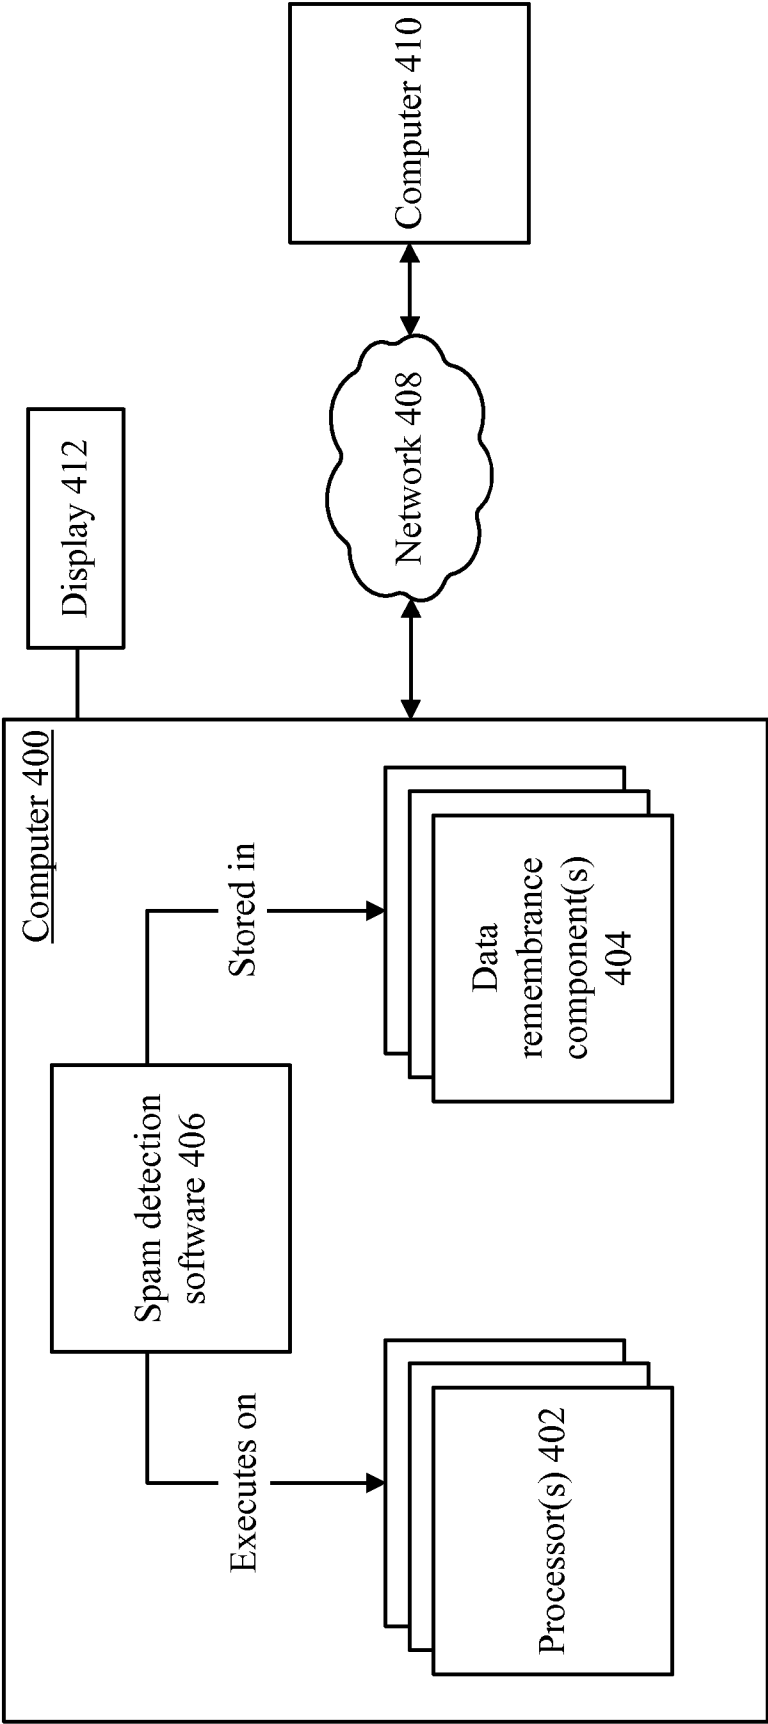 Computer 400
Spam detection
software 406
Executes on
Stored in
Processor(s) 402
Data
remembrance
component(s)
404
Display 412
Network 408
Computer 410